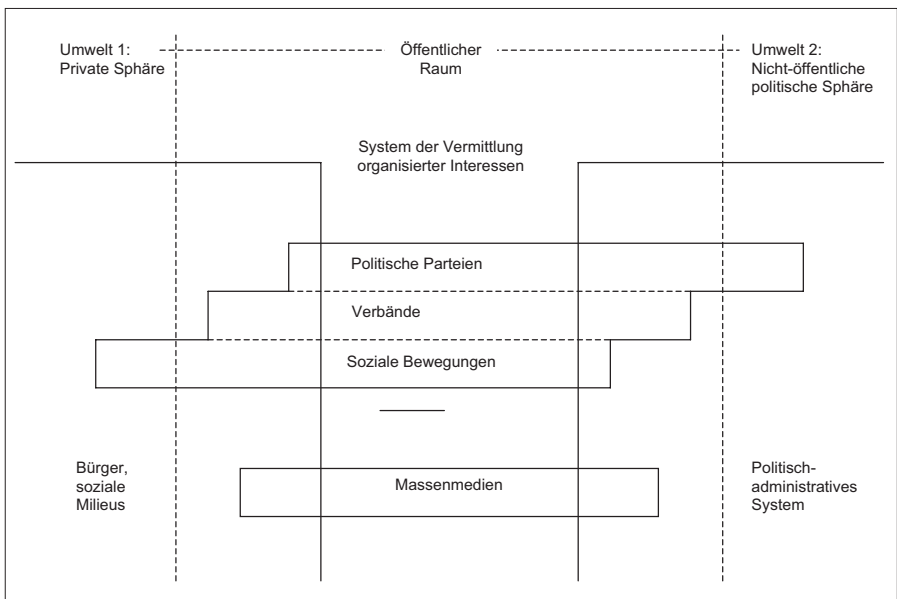 Umwelt 1:
Private Sphäre
Öffentlicher
Raum
Umwelt 2:
Nicht-öffentliche
politische Sphäre
System der Vermittlung
organisierter Interessen
Politische Parteien
Verbände
Soziale Bewegungen
Bürger,
soziale
Milieus
Massenmedien
Politisch-
administratives
System